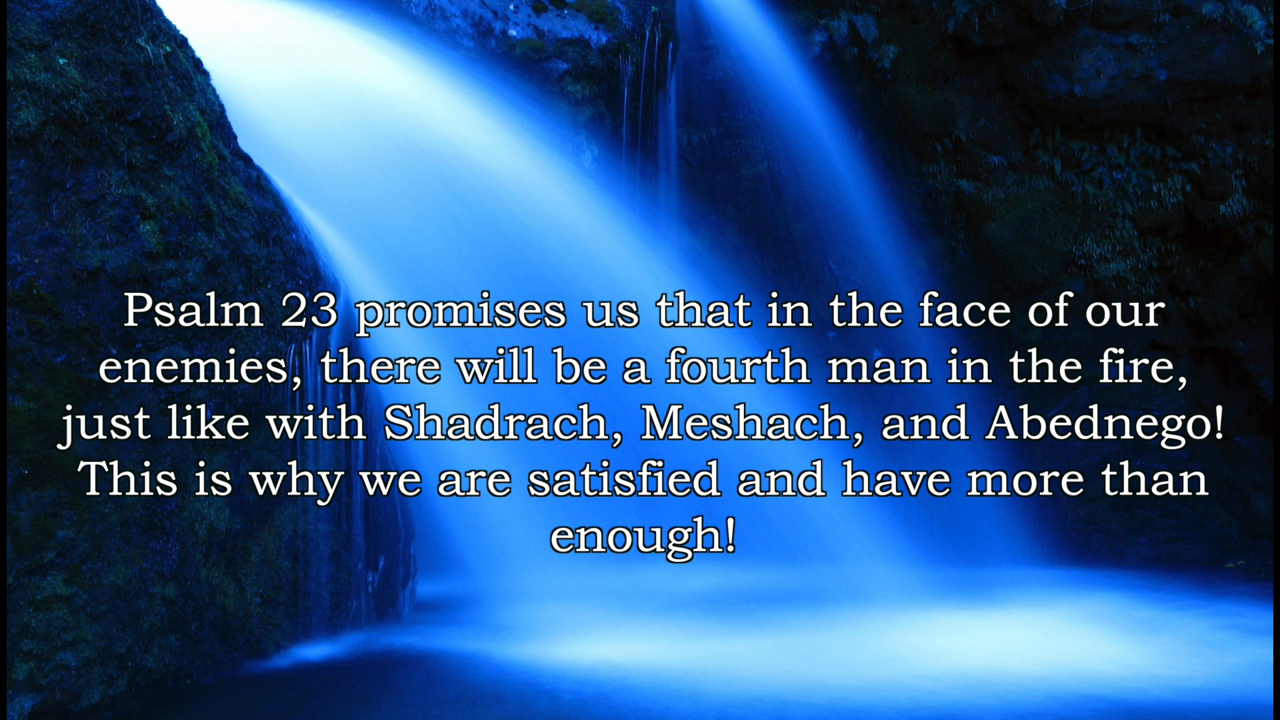 Psalm 23 promises us that in the face of our
enemies, there will be a fourth man in the fire,
just like with Shadrach, Meshach, and Abednego!
This is why we are satisfied and have more than
enough!